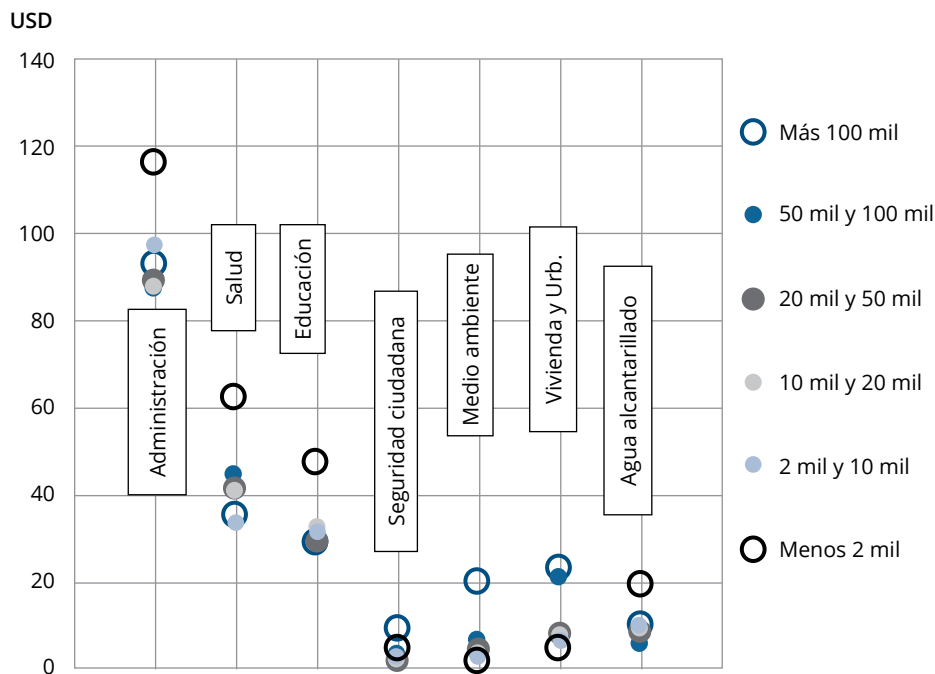 USD
140
120
100
80
60
40
20
0
Administración
Salud
Educación
Seguridad ciudadana
Medio ambiente
Vivienda y Urb.
Agua alcantarillado
Más 100 mil
50 mil y 100 mil
20 mil y 50 mil
10 mil y 20 mil
2 mil y 10 mil
Menos 2 mil